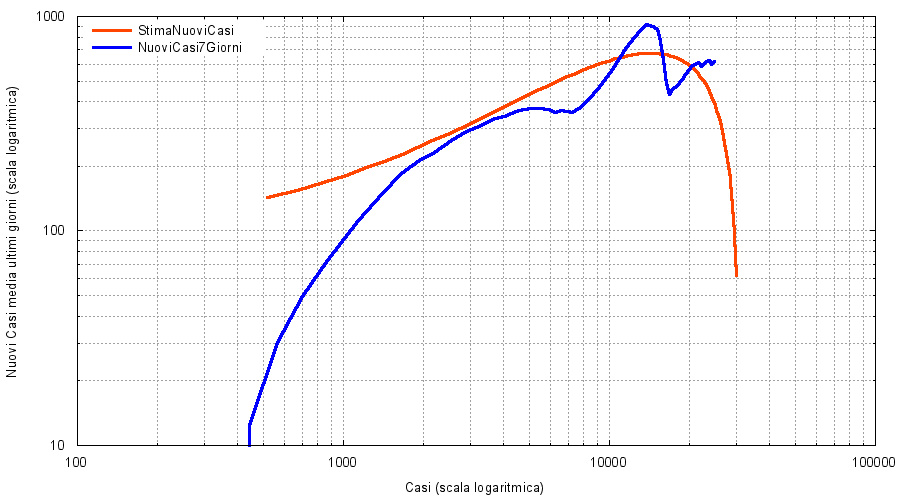 1000
StimaNuoviCasi
NuoviCasi7Giorni
Nuovi Casi media ultimi giorni (scala logaritmica)
100
10
100
1000
10000
100000
Casi (scala logaritmica)